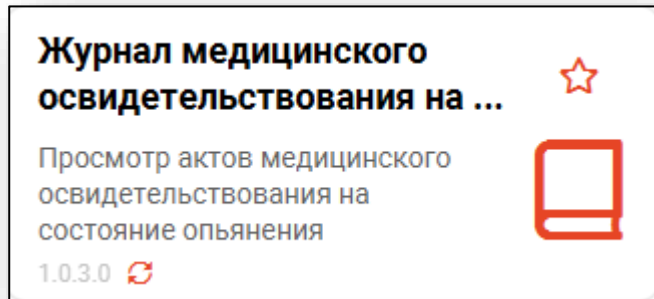 Журнал медицинского
освидетельствования на ...
Просмотр актов медицинского
освидетельствования на
состояние опьянения
1.0.3.0